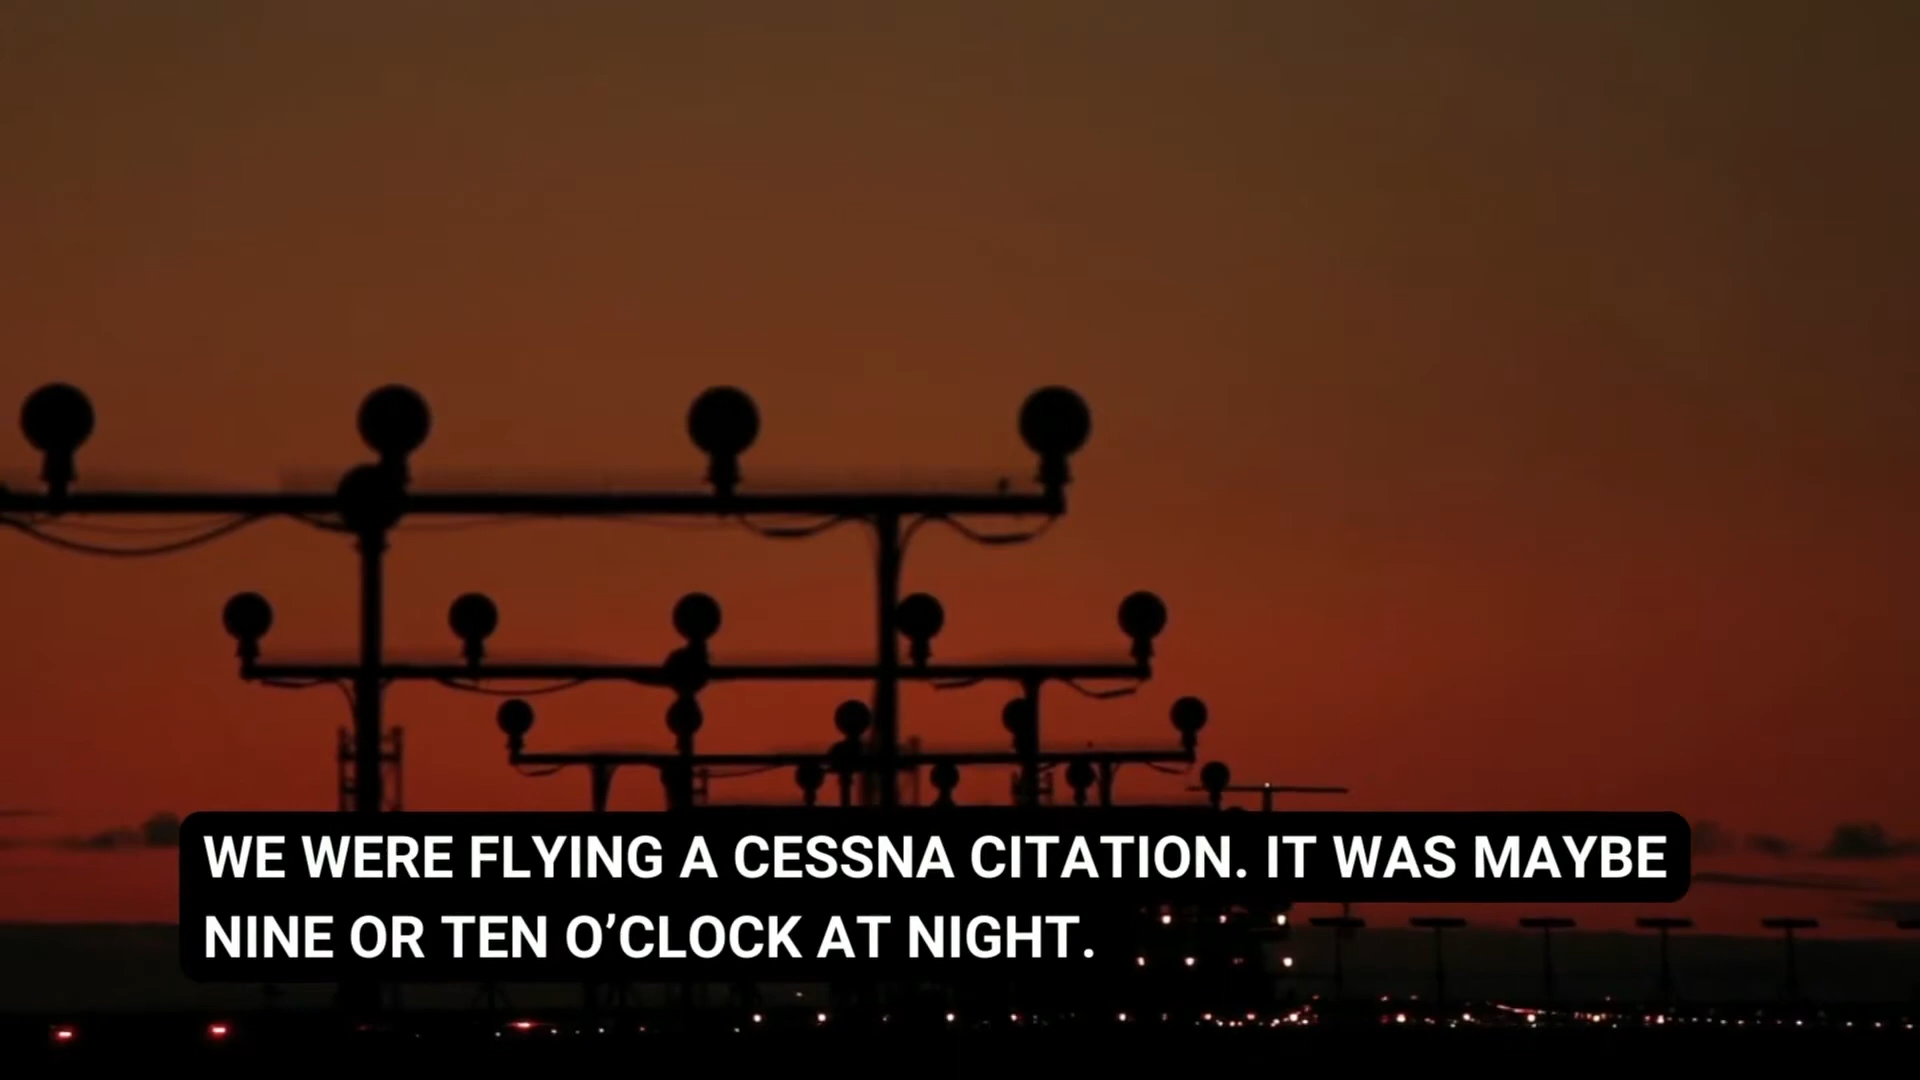 WE WERE FLYING A CESSNA CITATION. IT WAS MAYBE
NINE OR TEN O’CLOCK AT NIGHT.